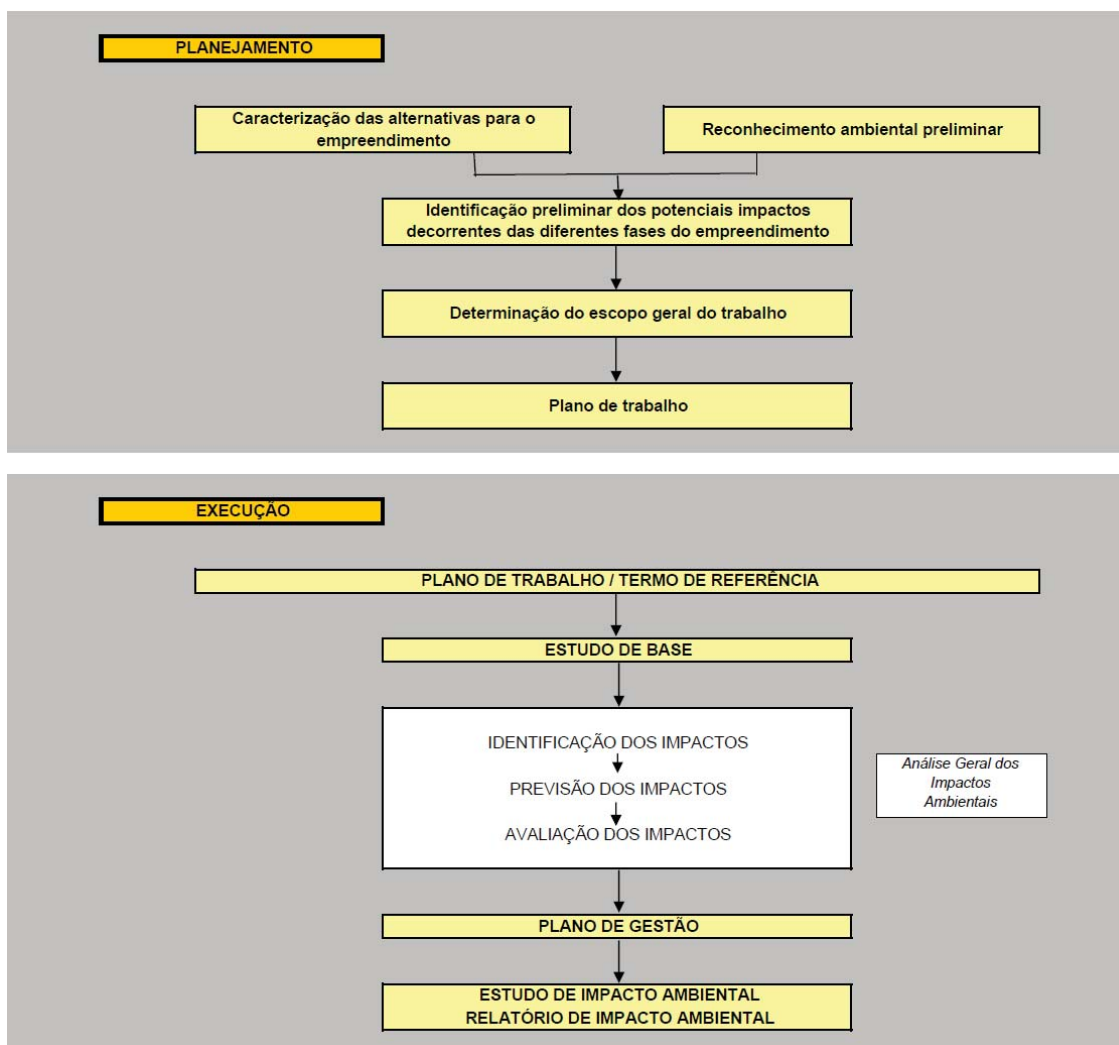 PLANEJAMENTO
Caracterização das alternativas para o
empreendimento
Reconhecimento ambiental preliminar
Identificação preliminar dos potenciais impactos
decorrentes das diferentes fases do empreendimento
Determinação do escopo geral do trabalho
Plano de trabalho
EXECUÇÃO
PLANO DE TRABALHO / TERMO DE REFERÊNCIA
ESTUDO DE BASE
IDENTIFICAÇÃO DOS IMPACTOS
PREVISÃO DOS IMPACTOS
AVALIAÇÃO DOS IMPACTOS
Análise Geral dos
Impactos
Ambientais
PLANO DE GESTÃO
ESTUDO DE IMPACTO AMBIENTAL
RELATÓRIO DE IMPACTO AMBIENTAL